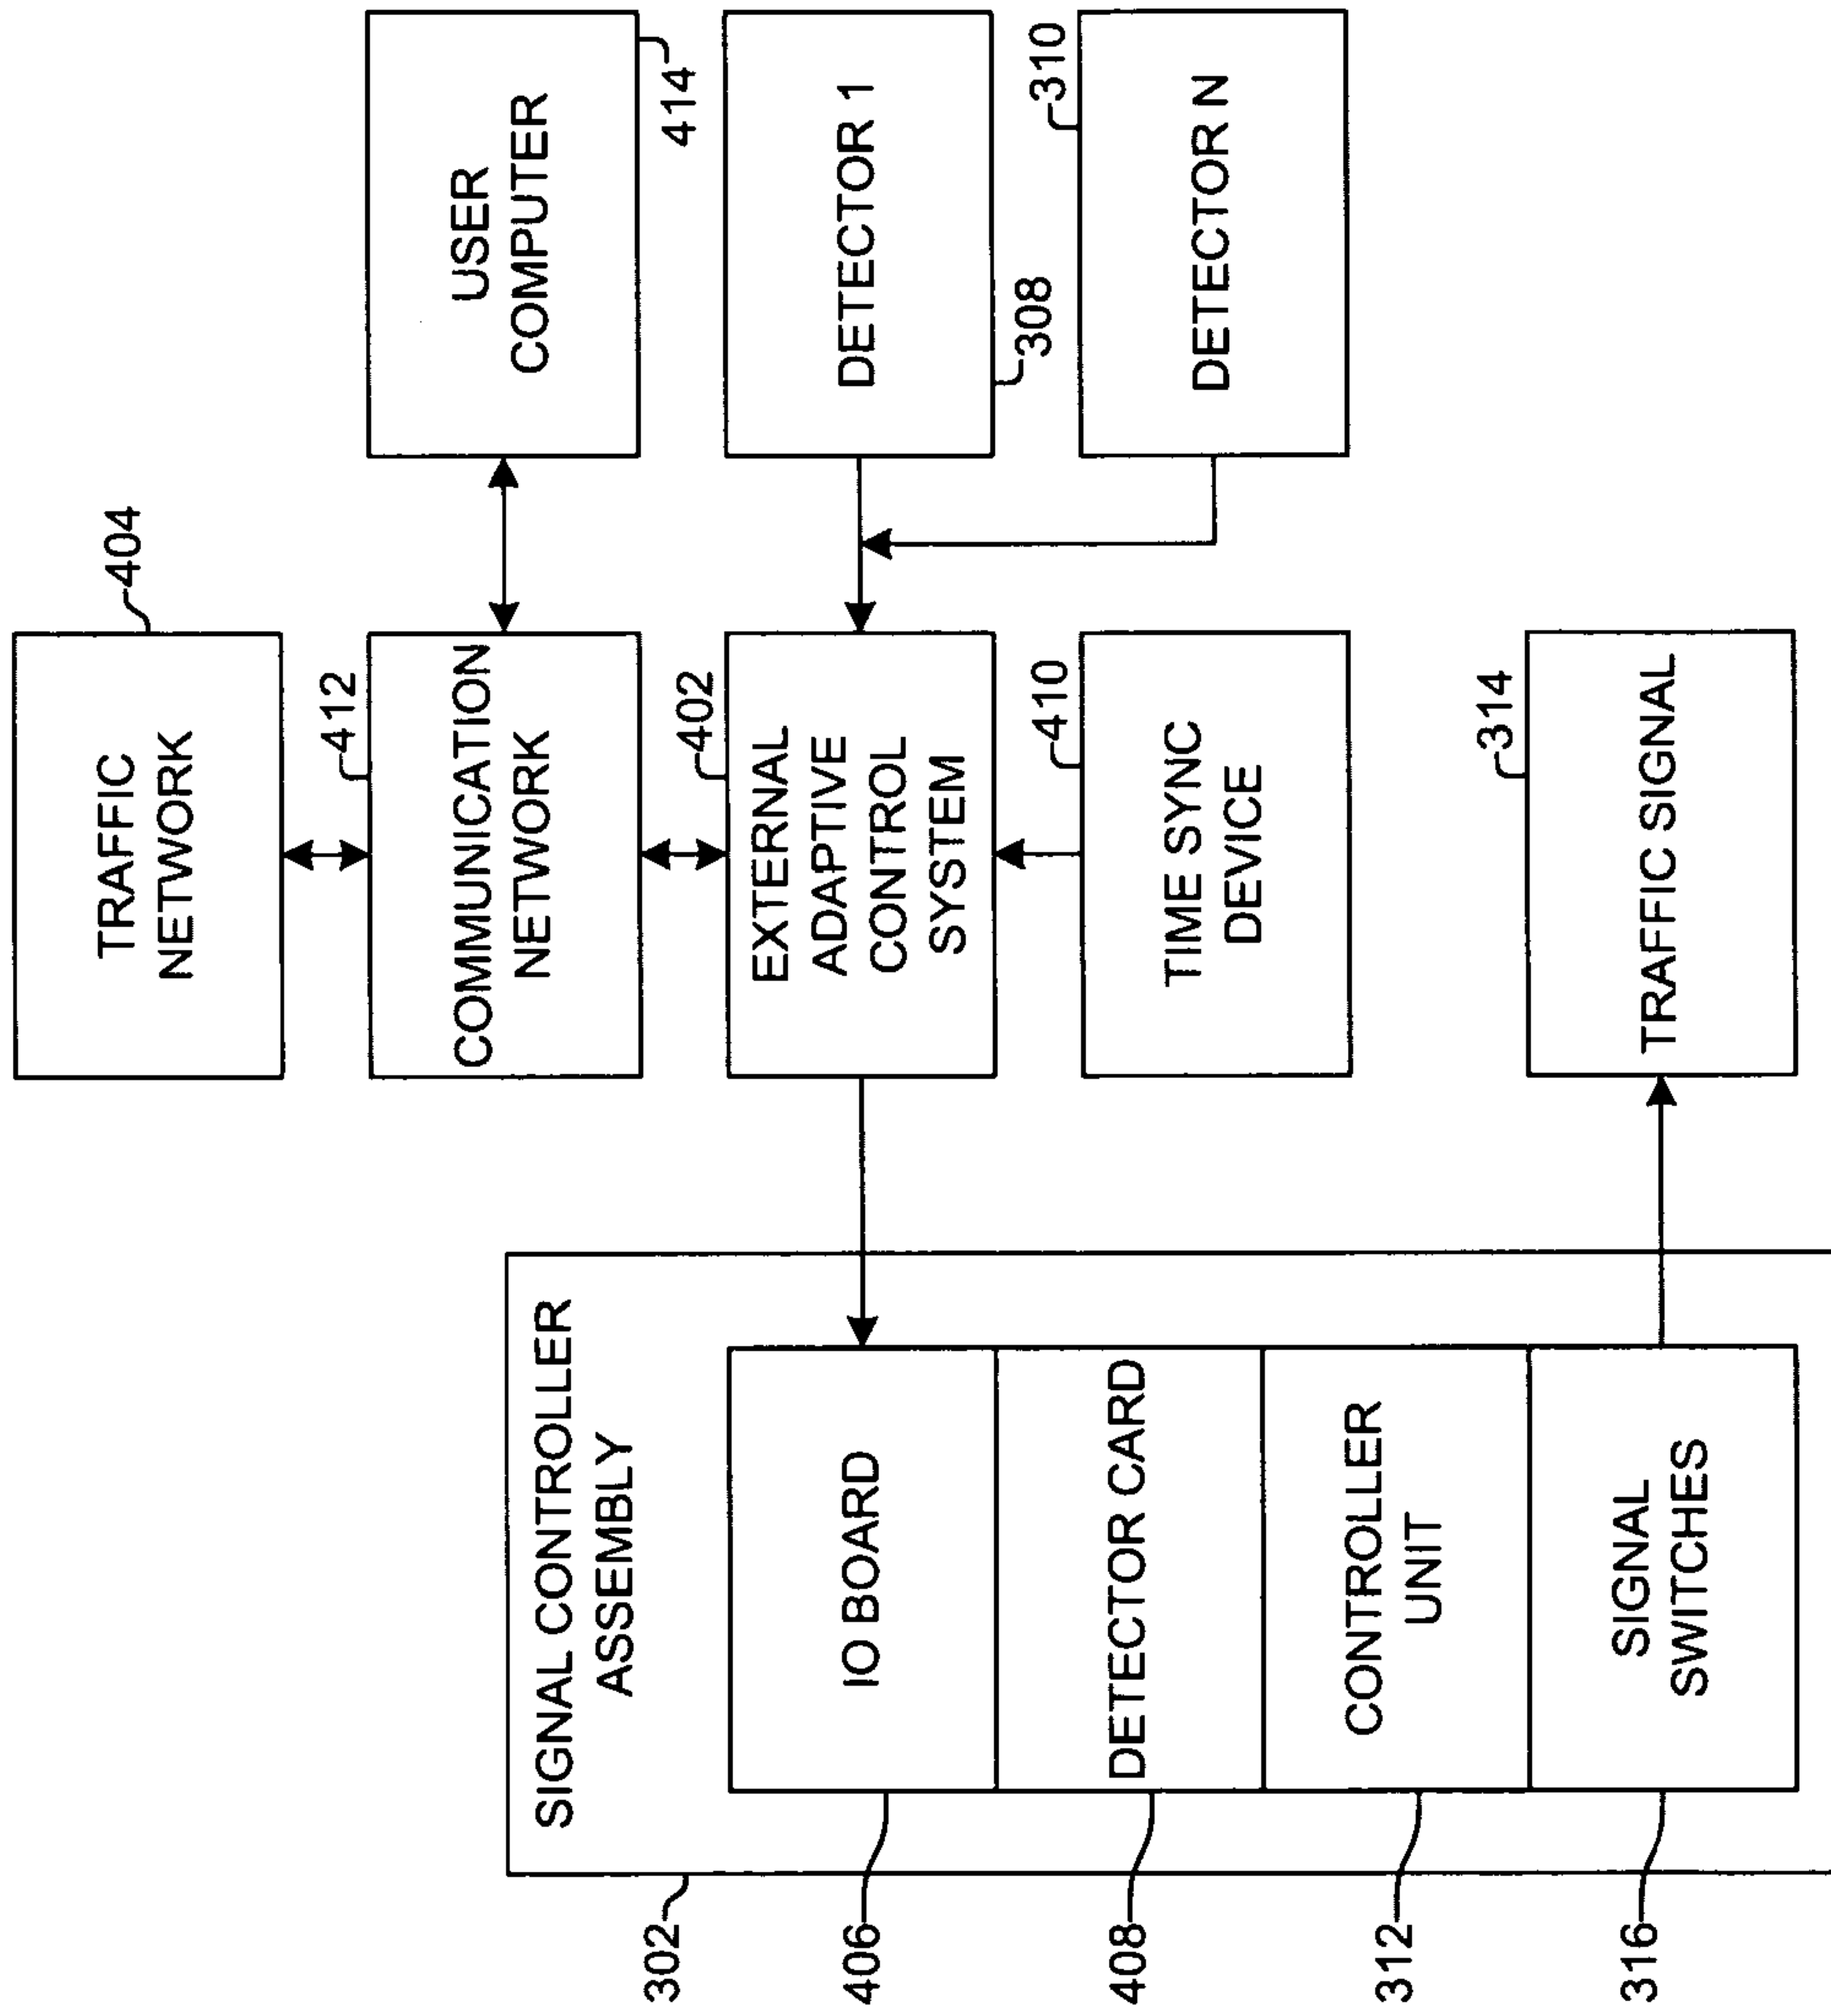 TRAFFIC
NETWORK
404
COMMUNICATION
NETWORK
412
USER
COMPUTER
414
EXTERNAL
ADAPTIVE
CONTROL
SYSTEM
402
DETECTOR 1
308
TIME SYNC
DEVICE
410
DETECTOR N
310
TRAFFIC SIGNAL
314
SIGNAL CONTROLLER
ASSEMBLY
302
IO BOARD
406
DETECTOR CARD
408
CONTROLLER
UNIT
312
SIGNAL
SWITCHES
316